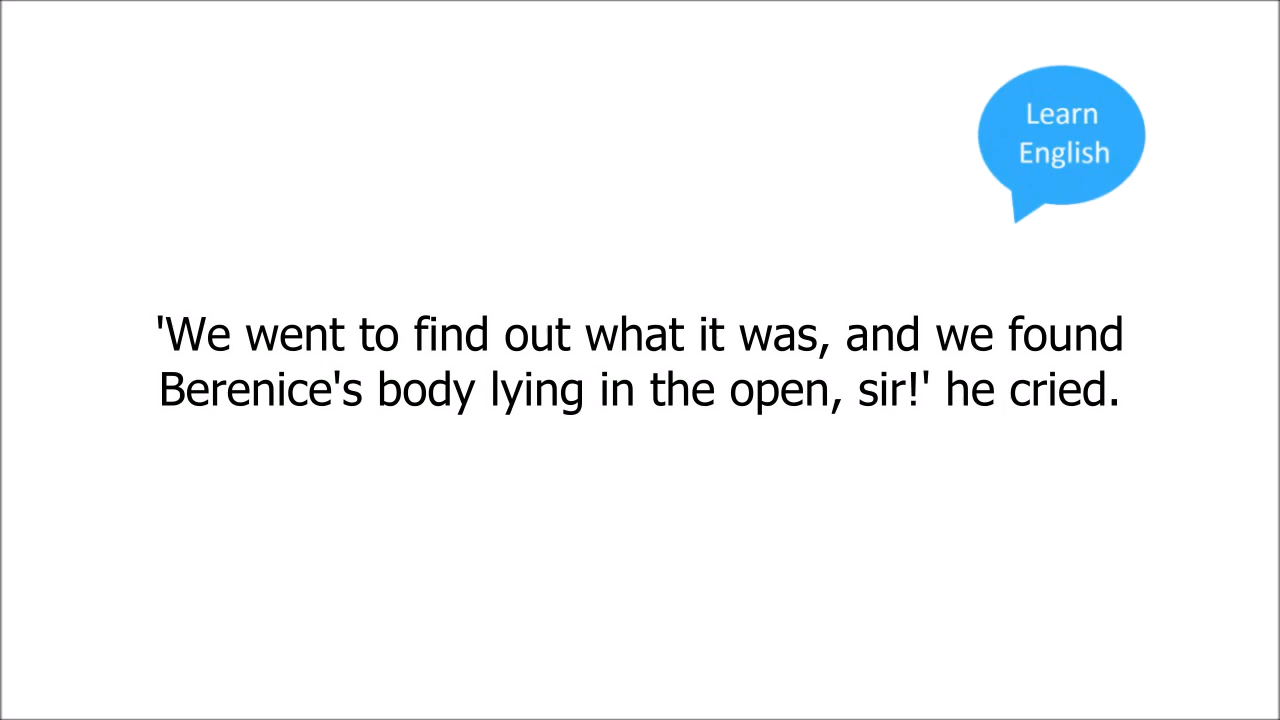 Learn
English
'We went to find out what it was, and we found
Berenice's body lying in the open, sir!' he cried.